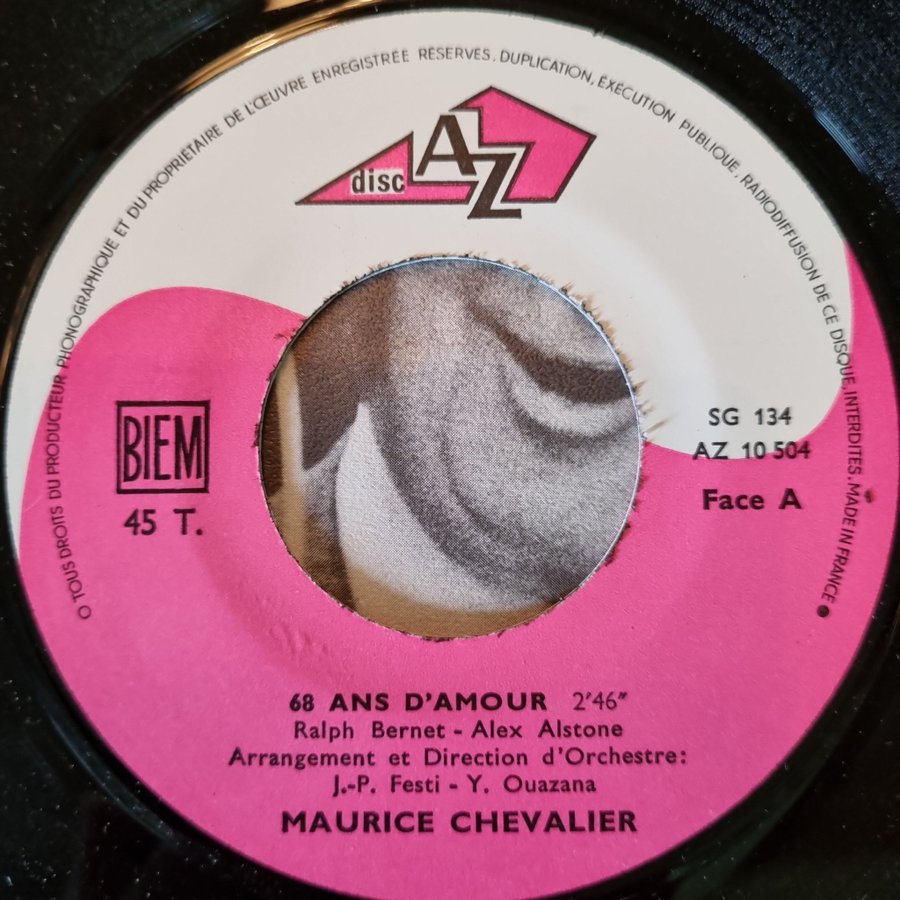 O TOUS DROITS DU PRODUCTEUR PHONOGRAPHIQUE ET DU PROPRIÉTAIRE DE L'ŒUVRE ENREGISTRÉE RÉSERVÉS, DUPLICATION, ÉXÉCUTION PUBLIQUE, RADIODIFFUSION DE CE DISQUE, INTERDITES. MADE IN FRANCE ●
disc AZ
BIEM
45 T.
SG 134
AZ 10 504
Face A
68 ANS D'AMOUR 2'46"
Ralph Bernet - Alex Alstone
Arrangement et Direction d'Orchestre:
J.-P. Festi - Y. Ouazana
MAURICE CHEVALIER